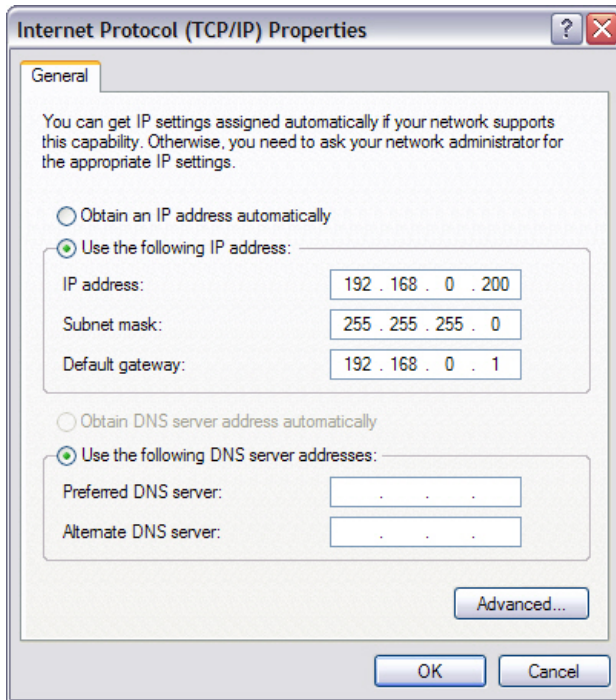 Internet Protocol (TCP/IP) Properties
General
You can get IP settings assigned automatically if your network supports
this capability. Otherwise, you need to ask your network administrator for
the appropriate IP settings.
Obtain an IP address automatically
Use the following IP address:
IP address: 192 . 168 . 0 . 200
Subnet mask: 255 . 255 . 255 . 0
Default gateway: 192 . 168 . 0 . 1
Obtain DNS server address automatically
Use the following DNS server addresses:
Preferred DNS server: . . .
Alternate DNS server: . . .
Advanced...
OK Cancel